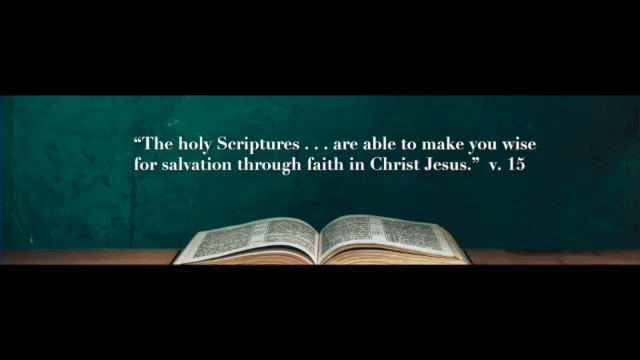 “The holy Scriptures . . . are able to make you wise
for salvation through faith in Christ Jesus.” v. 15